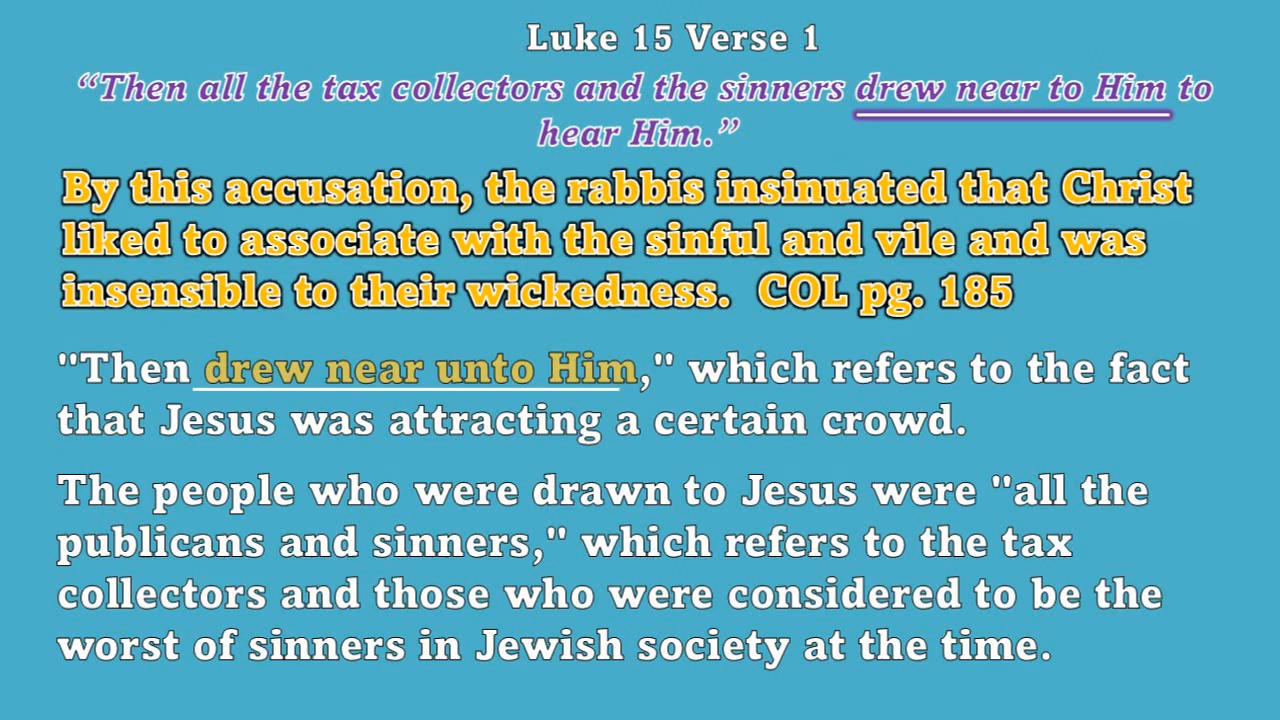 Luke 15 Verse 1
“Then all the tax collectors and the sinners drew near to Him to
hear Him.”
By this accusation, the rabbis insinuated that Christ
liked to associate with the sinful and vile and was
insensible to their wickedness.  COL pg. 185
"Then drew near unto Him," which refers to the fact
that Jesus was attracting a certain crowd.
The people who were drawn to Jesus were "all the
publicans and sinners," which refers to the tax
collectors and those who were considered to be the
worst of sinners in Jewish society at the time.